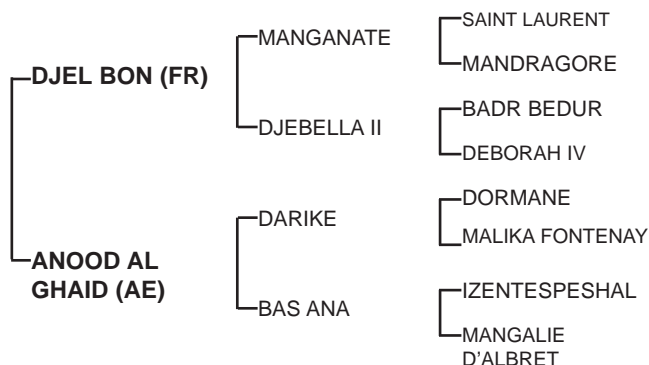 DJEL BON (FR)
ANOOD AL
GHAID (AE)
MANGANATE
DJEBELLA II
DARIKE
BAS ANA
SAINT LAURENT
MANDRAGORE
BADR BEDUR
DEBORAH IV
DORMANE
MALIKA FONTENAY
IZENTESPESHAL
MANGALIE
D'ALBRET